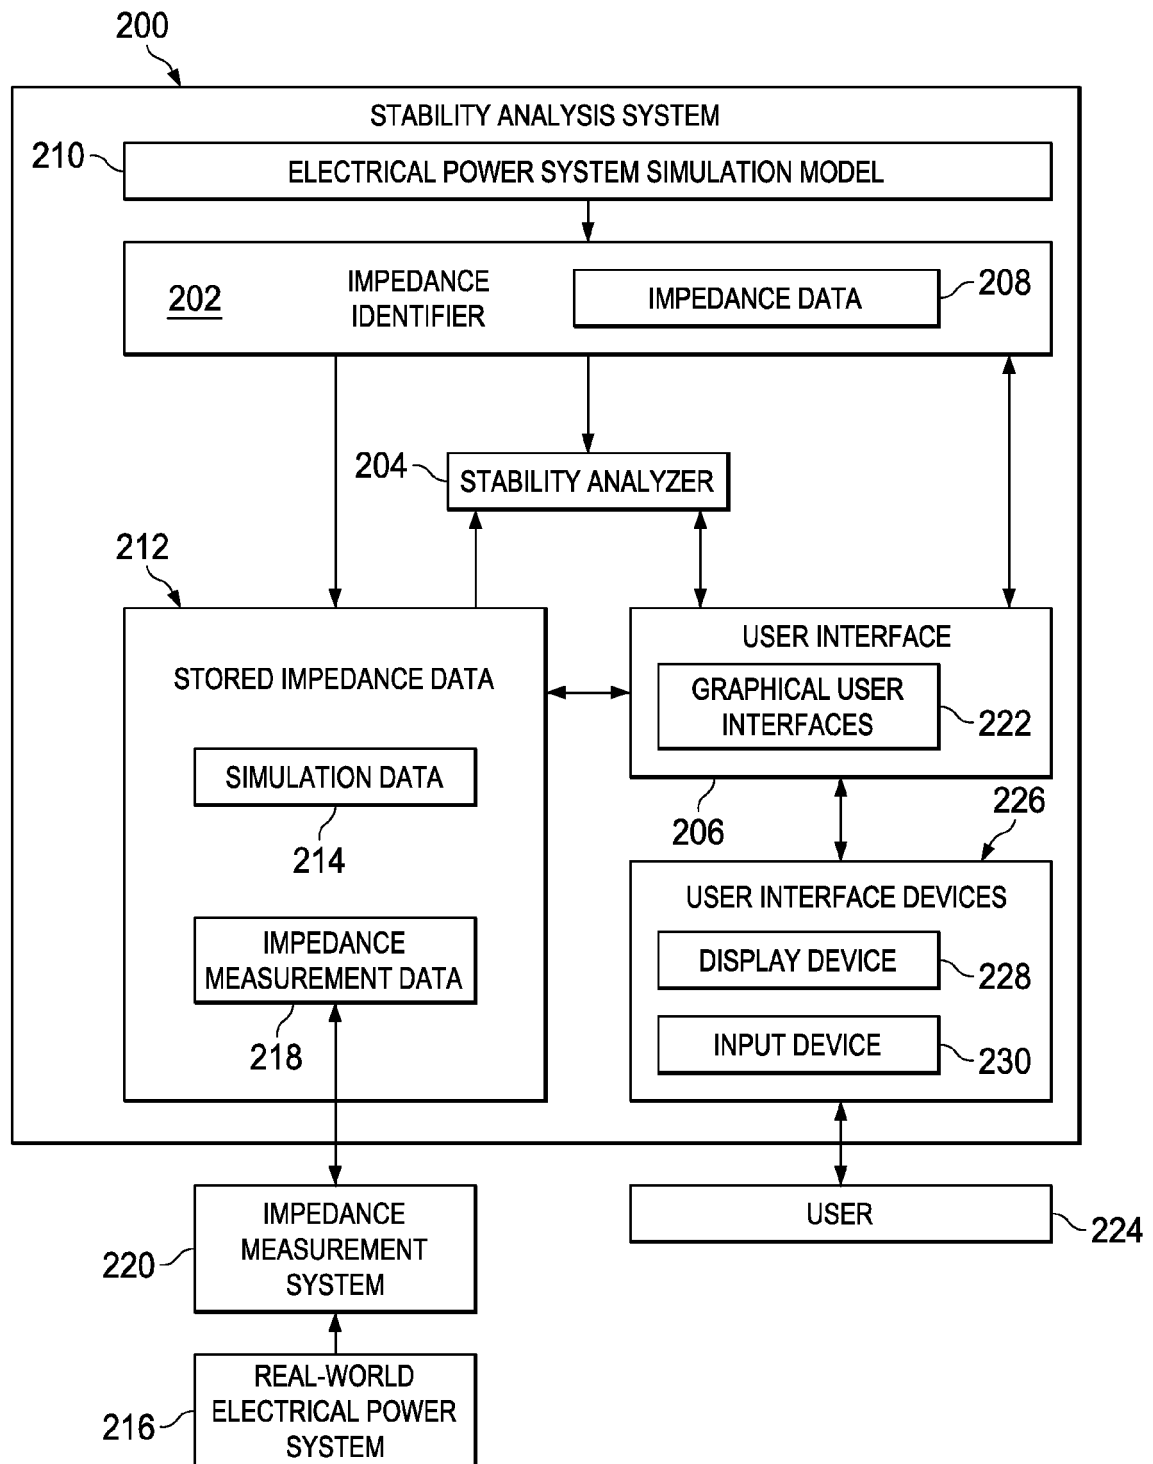 200
STABILITY ANALYSIS SYSTEM
210
ELECTRICAL POWER SYSTEM SIMULATION MODEL
202
IMPEDANCE
IDENTIFIER
IMPEDANCE DATA
208
204
STABILITY ANALYZER
212
STORED IMPEDANCE DATA
SIMULATION DATA
214
IMPEDANCE
MEASUREMENT DATA
218
USER INTERFACE
GRAPHICAL USER
INTERFACES
222
206
226
USER INTERFACE DEVICES
DISPLAY DEVICE
228
INPUT DEVICE
230
220
IMPEDANCE
MEASUREMENT
SYSTEM
USER
224
216
REAL-WORLD
ELECTRICAL POWER
SYSTEM